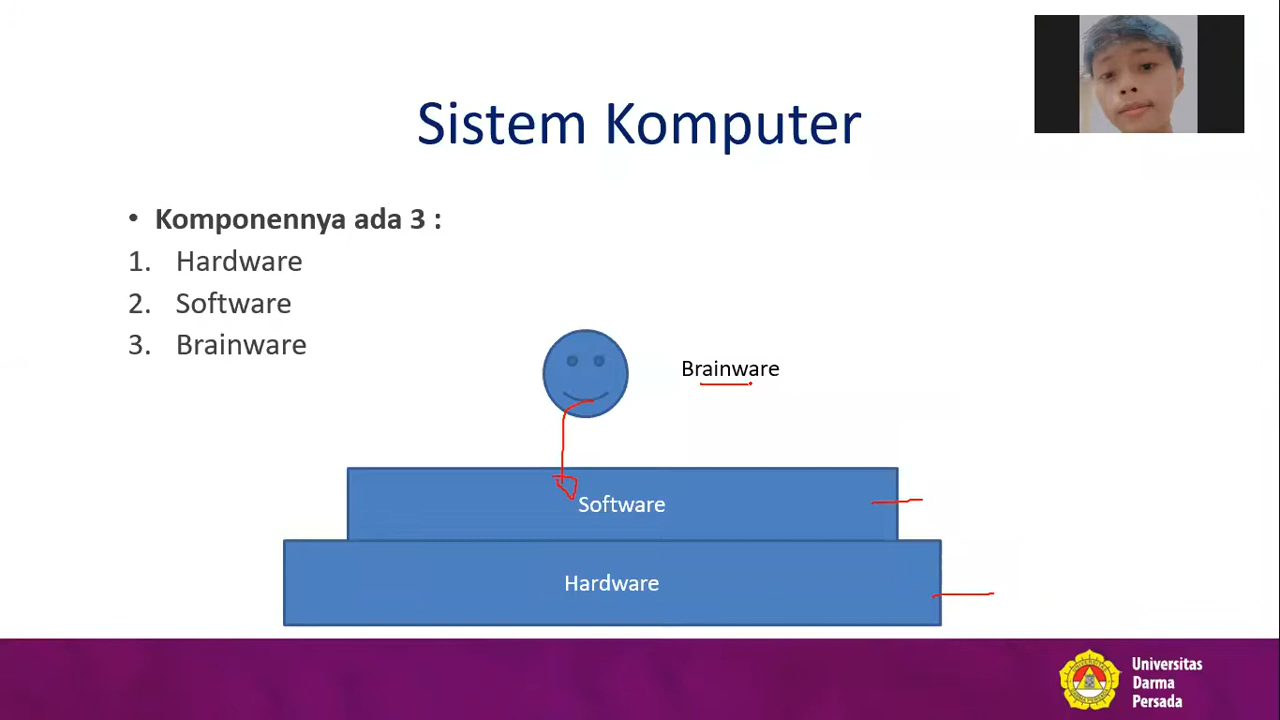 Sistem Komputer
• Komponennya ada 3 :
1. Hardware
2. Software
3. Brainware
Brainware
Software
Hardware
Universitas
Darma
Persada